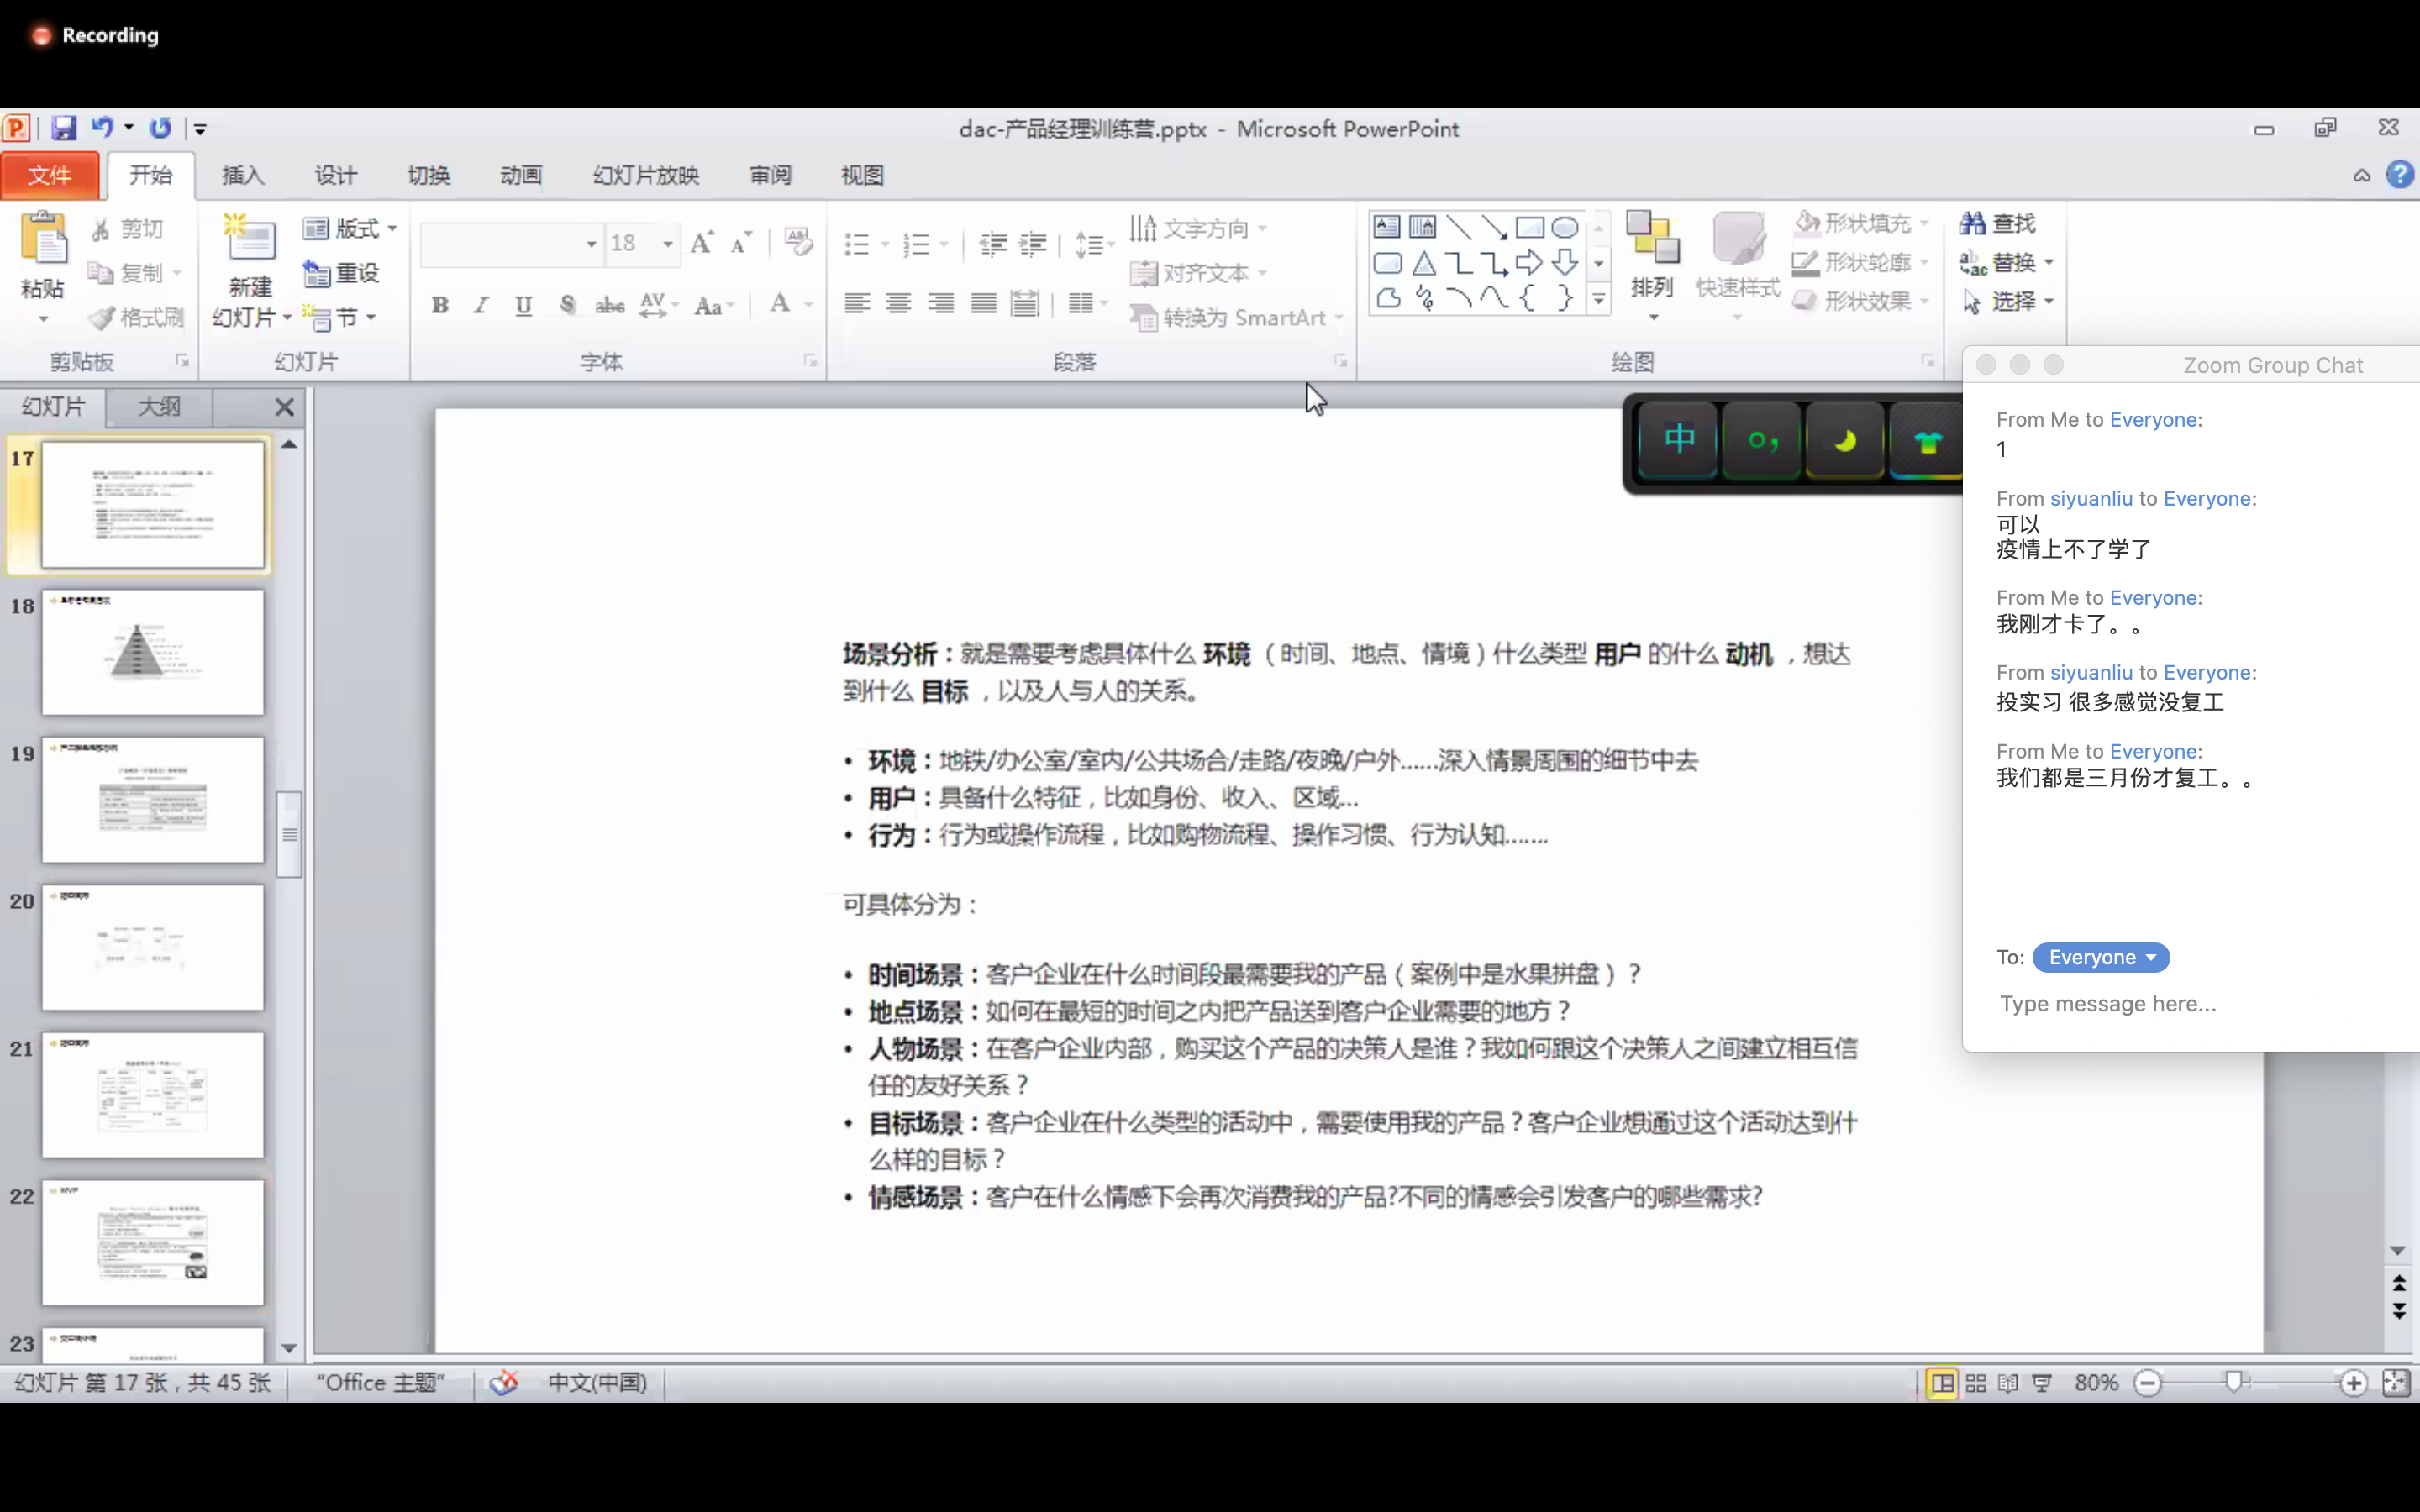 Recording
dac-产品经理训练营.pptx - Microsoft PowerPoint
文件 开始 插入 设计 切换 动画 幻灯片放映 审阅 视图
粘贴
剪切
复制
格式刷
剪贴板
新建
幻灯片
版式
重设
节
幻灯片
18
字体
文字方向
对齐文本
转换为 SmartArt
段落
排列
快速样式
形状填充
形状轮廓
形状效果
绘图
查找
替换
选择
幻灯片 大纲
17
18
19
20
21
22
MVP
23
中
场景分析：就是需要考虑具体什么 环境 （时间、地点、情境）什么类型 用户 的什么 动机 ，想达
到什么 目标 ，以及人与人的关系。
• 环境：地铁/办公室/室内/公共场合/走路/夜晚/户外......深入情景周围的细节中去
• 用户：具备什么特征，比如身份、收入、区域...
• 行为：行为或操作流程，比如购物流程、操作习惯、行为认知.......
可具体分为：
• 时间场景：客户企业在什么时间段最需要我的产品（案例中是水果拼盘）？
• 地点场景：如何在最短的时间之内把产品送到客户企业需要的地方？
• 人物场景：在客户企业内部，购买这个产品的决策人是谁？我如何跟这个决策人之间建立相互信
任的友好关系？
• 目标场景：客户企业在什么类型的活动中，需要使用我的产品？客户企业想通过这个活动达到什
么样的目标？
• 情感场景：客户在什么情感下会再次消费我的产品?不同的情感会引发客户的哪些需求?
Zoom Group Chat
From Me to Everyone:
1
From siyuanliu to Everyone:
可以
疫情上不了学了
From Me to Everyone:
我刚才卡了。。
From siyuanliu to Everyone:
投实习 很多感觉没复工
From Me to Everyone:
我们都是三月份才复工。。
To: Everyone
Type message here...
幻灯片 第 17 张，共 45 张 "Office 主题" 中文(中国) 80%